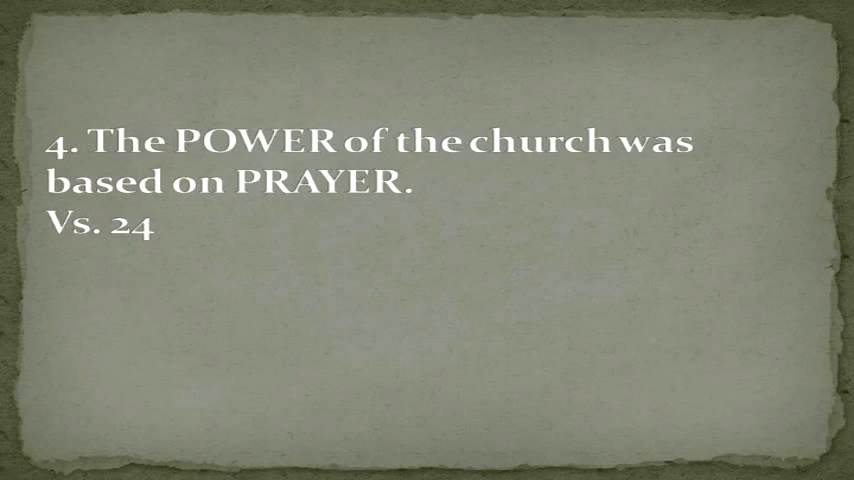 4. The POWER of the church was
based on PRAYER.
Vs. 24